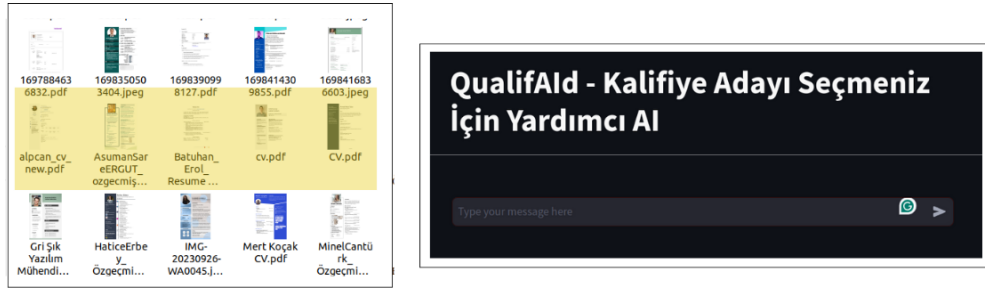 169788463
6832.pdf
169835050
3404.jpeg
169839099
8127.pdf
169841430
9855.pdf
169841683
6603.jpeg
alpcan_cv_
new.pdf
AsumanSar
eERGUT_
ozgecmiş...
Batuhan_
Erol_
Resume ...
cv.pdf
CV.pdf
Gri Şık
Yazılım
Mühendi...
HaticeErbe
y_
Özgeçmi...
IMG-
20230926-
WA0045.j...
Mert Koçak
CV.pdf
MinelCantü
rk_
Özgeçmi...
QualifAId - Kalifiye Adayı Seçmeniz
İçin Yardımcı AI
Type your message here